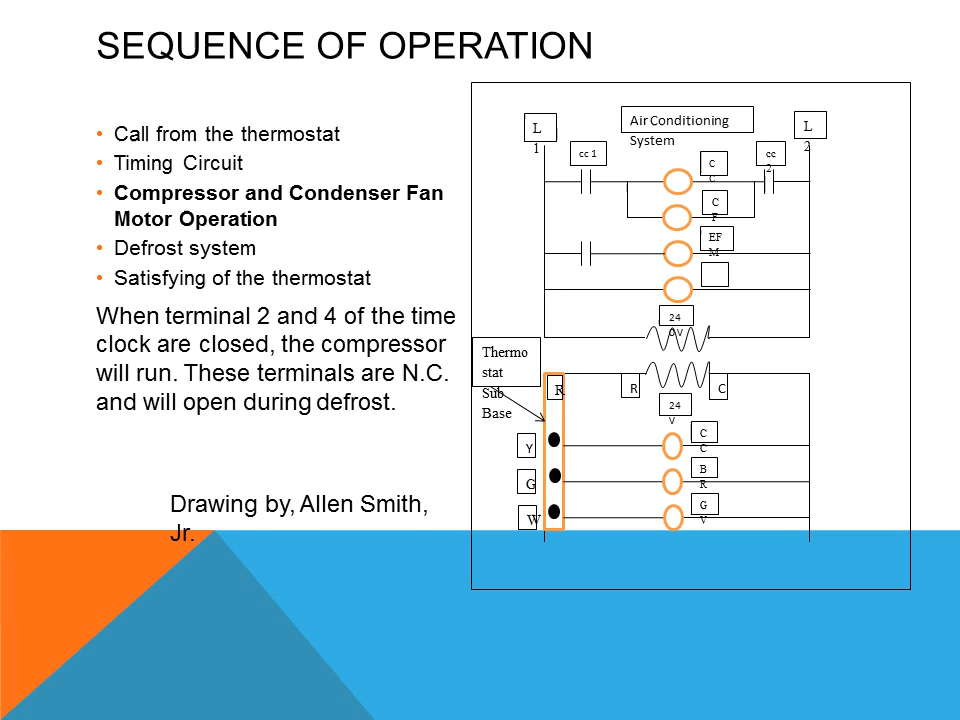 SEQUENCE OF OPERATION
• Call from the thermostat
• Timing Circuit
• Compressor and Condenser Fan
Motor Operation
• Defrost system
• Satisfying of the thermostat
When terminal 2 and 4 of the time
clock are closed, the compressor
will run. These terminals are N.C.
and will open during defrost.
Drawing by, Allen Smith,
Jr.
L
1
Air Conditioning
System
L
2
cc 1
cc
2
C
C
C
F
EF
M
24
0 V
Thermo
stat
Sub
Base
R
R
C
24
V
Y
C
C
G
B
R
W
G
V